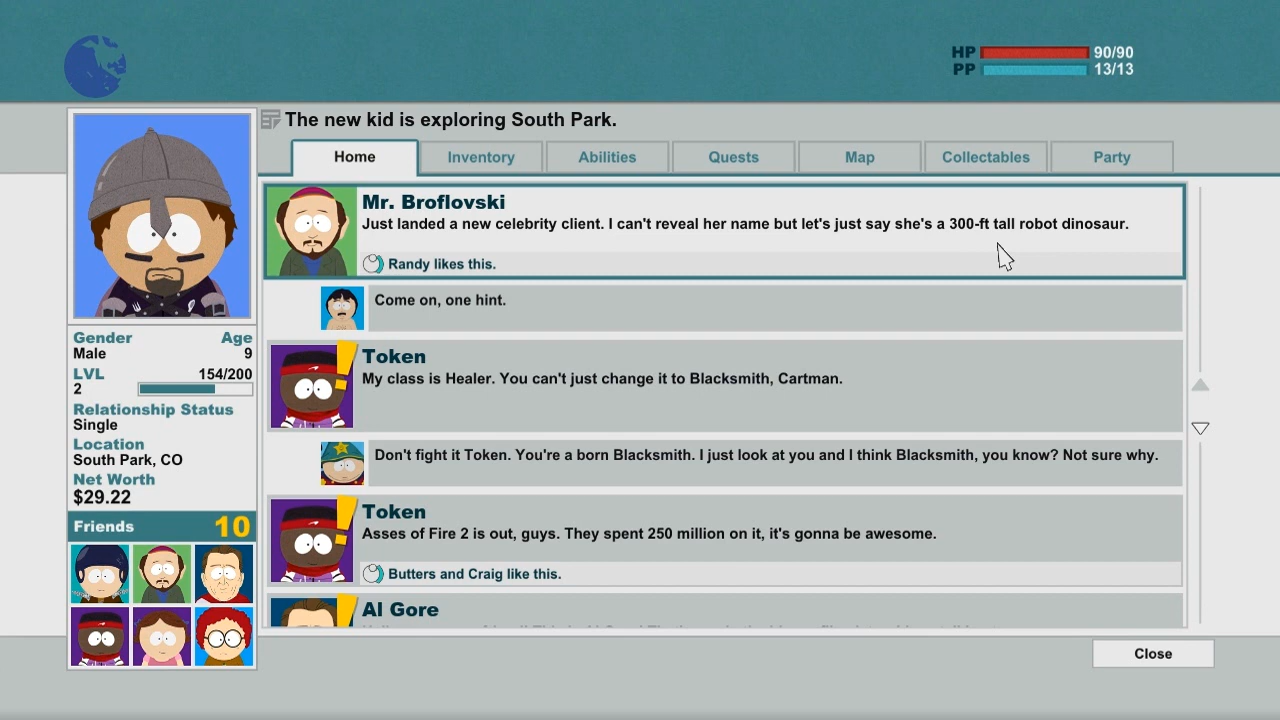 HP 90/90
PP 13/13
The new kid is exploring South Park.
Home Inventory Abilities Quests Map Collectables Party
Mr. Broflovski
Just landed a new celebrity client. I can't reveal her name but let's just say she's a 300-ft tall robot dinosaur.
Randy likes this.
Come on, one hint.
Token
My class is Healer. You can't just change it to Blacksmith, Cartman.
Don't fight it Token. You're a born Blacksmith. I just look at you and I think Blacksmith, you know? Not sure why.
Token
Asses of Fire 2 is out, guys. They spent 250 million on it, it's gonna be awesome.
Butters and Craig like this.
Al Gore
Gender Age
Male 9
LVL 154/200
2
Relationship Status
Single
Location
South Park, CO
Net Worth
$29.22
Friends 10
Close